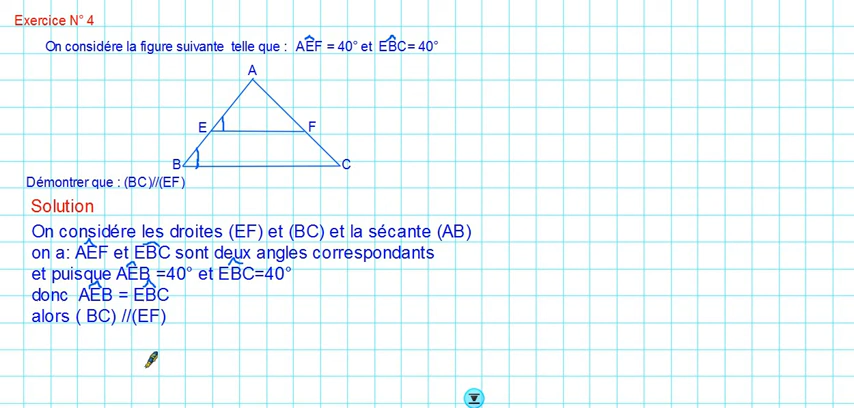 Exercice N° 4
On considére la figure suivante telle que : AÊF = 40° et EB̂C= 40°
A
E
F
B
C
Démontrer que : (BC)//(EF)
Solution
On considére les droites (EF) et (BC) et la sécante (AB)
on a: AÊF et EB̂C sont deux angles correspondants
et puisque AÊB =40° et EB̂C=40°
donc AÊB = EB̂C
alors ( BC) //(EF)